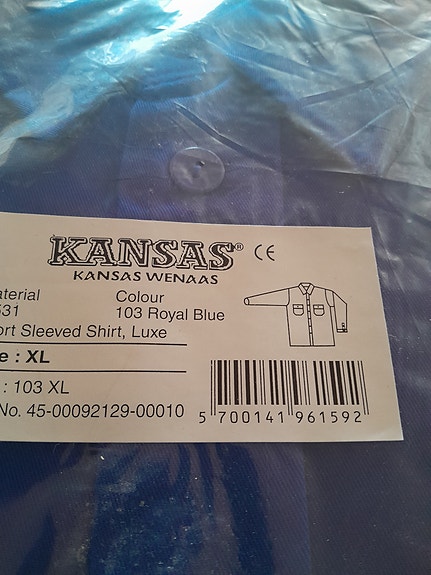 KANSAS®
KANSAS WENAAS
CE
aterial Colour
531 103 Royal Blue
ort Sleeved Shirt, Luxe
e : XL
: 103 XL
No. 45-00092129-00010
5 700141 961592